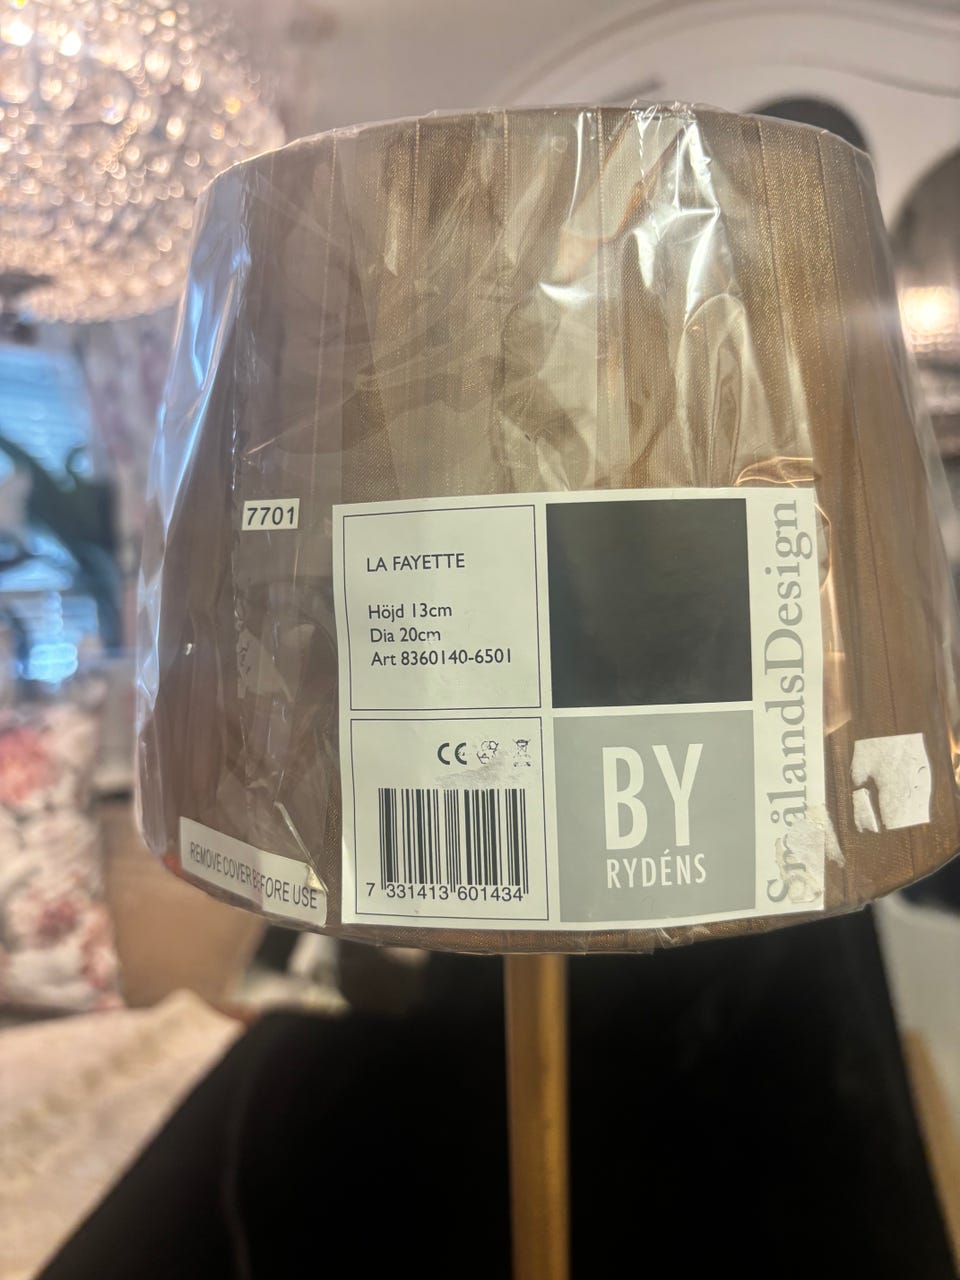 7701
LA FAYETTE
Höjd 13cm
Dia 20cm
Art 8360140-6501
SmålandsDesign
CE
7 331413 601434
BY
RYDÉNS
REMOVE COVER BEFORE USE